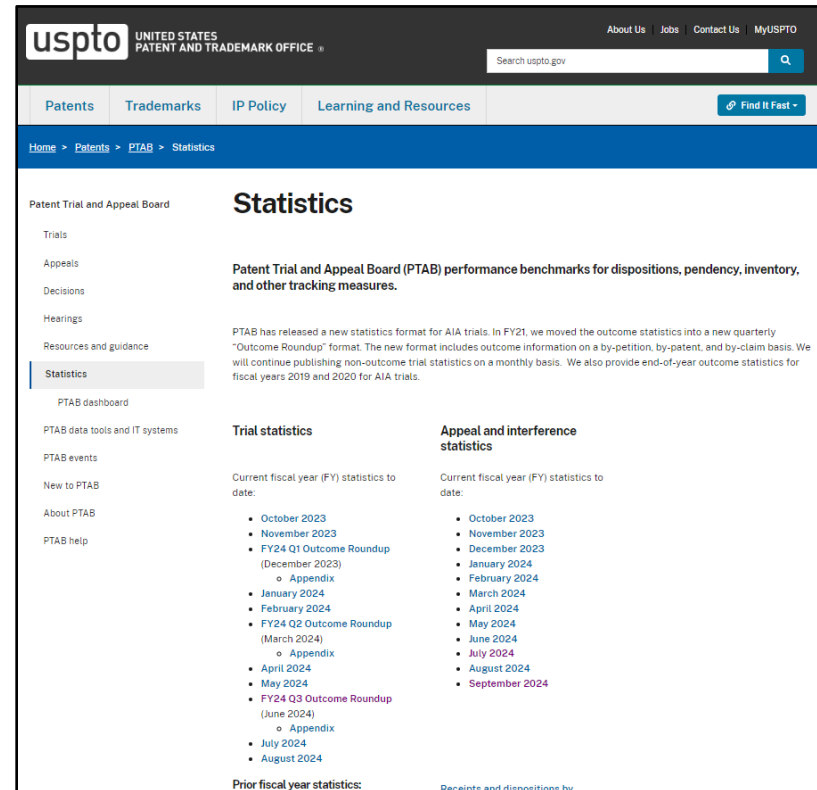 uspto
UNITED STATES
PATENT AND TRADEMARK OFFICE ®
About Us
Jobs
Contact Us
MyUSPTO
Search uspto.gov
Patents
Trademarks
IP Policy
Learning and Resources
Find It Fast
Home > Patents > PTAB > Statistics
Patent Trial and Appeal Board
Trials
Appeals
Decisions
Hearings
Resources and guidance
Statistics
PTAB dashboard
PTAB data tools and IT systems
PTAB events
New to PTAB
About PTAB
PTAB help
Statistics
Patent Trial and Appeal Board (PTAB) performance benchmarks for dispositions, pendency, inventory,
and other tracking measures.
PTAB has released a new statistics format for AIA trials. In FY21, we moved the outcome statistics into a new quarterly
"Outcome Roundup" format. The new format includes outcome information on a by-petition, by-patent, and by-claim basis. We
will continue publishing non-outcome trial statistics on a monthly basis. We also provide end-of-year outcome statistics for
fiscal years 2019 and 2020 for AIA trials.
Trial statistics
Current fiscal year (FY) statistics to
date:
October 2023
November 2023
FY24 Q1 Outcome Roundup
(December 2023)
Appendix
January 2024
February 2024
FY24 Q2 Outcome Roundup
(March 2024)
Appendix
April 2024
May 2024
FY24 Q3 Outcome Roundup
(June 2024)
Appendix
July 2024
August 2024
Prior fiscal year statistics:
Appeal and interference
statistics
Current fiscal year (FY) statistics to
date:
October 2023
November 2023
December 2023
January 2024
February 2024
March 2024
April 2024
May 2024
June 2024
July 2024
August 2024
September 2024
Receipts and dispositions by